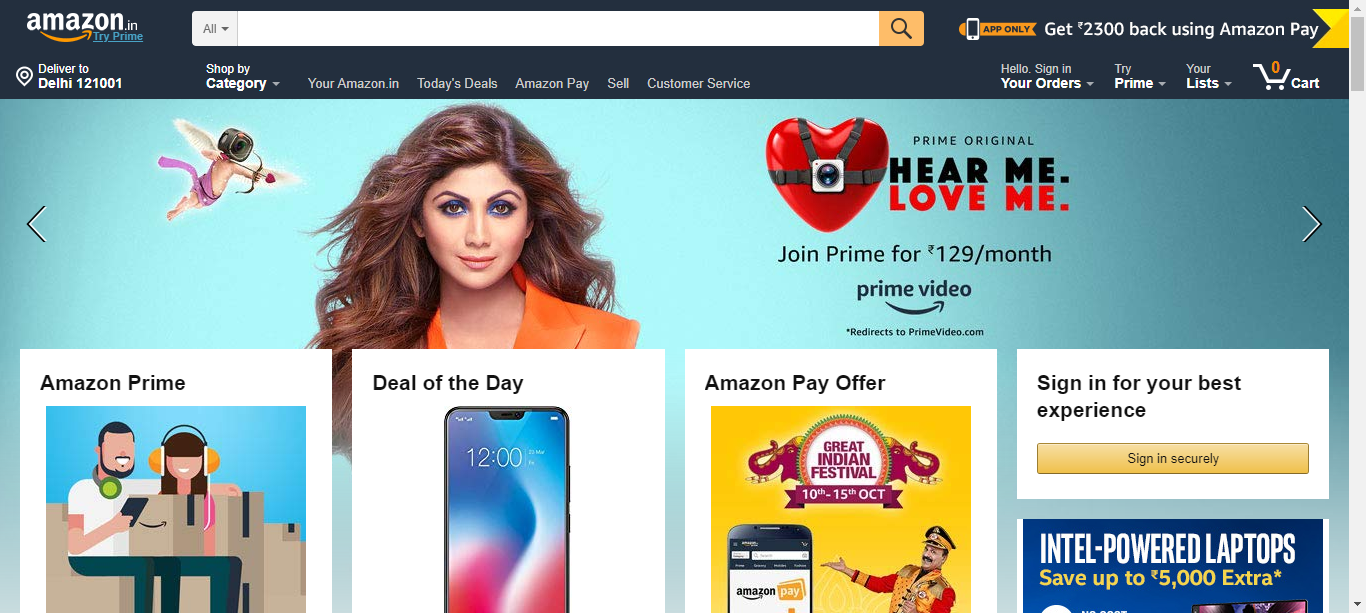 amazon.in
Try Prime
All
APP ONLY
Get ₹2300 back using Amazon Pay
Deliver to
Delhi 121001
Shop by
Category
Your Amazon.in
Today's Deals
Amazon Pay
Sell
Customer Service
Hello. Sign in
Your Orders
Try
Prime
Your
Lists
0
Cart
PRIME ORIGINAL
HEAR ME.
LOVE ME.
Join Prime for ₹129/month
prime video
*Redirects to PrimeVideo.com
Amazon Prime
Deal of the Day
12:00
Amazon Pay Offer
GREAT
INDIAN
FESTIVAL
10th-15th OCT
amazon pay
Sign in for your best
experience
Sign in securely
INTEL-POWERED LAPTOPS
Save up to ₹5,000 Extra*